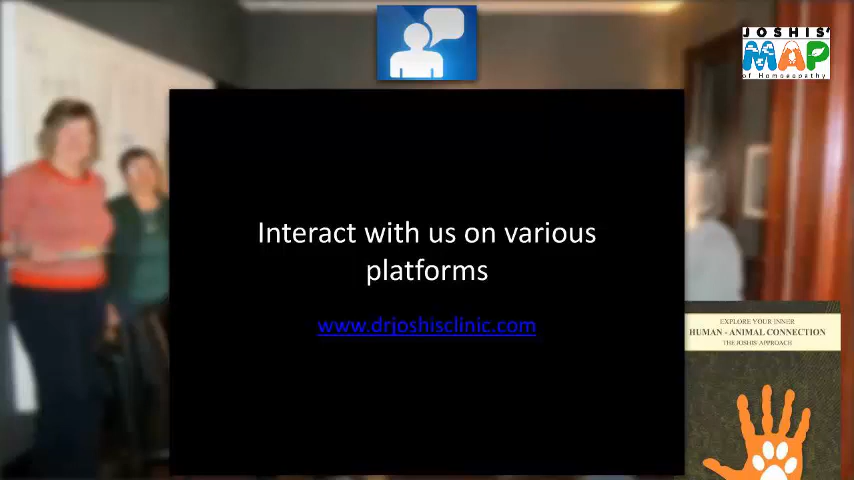 JOSHIS'
MAP
of Homoeopathy
Interact with us on various
platforms
www.drjoshisclinic.com
EXPLORE YOUR INNER
HUMAN - ANIMAL CONNECTION
THE JOSHIS' APPROACH